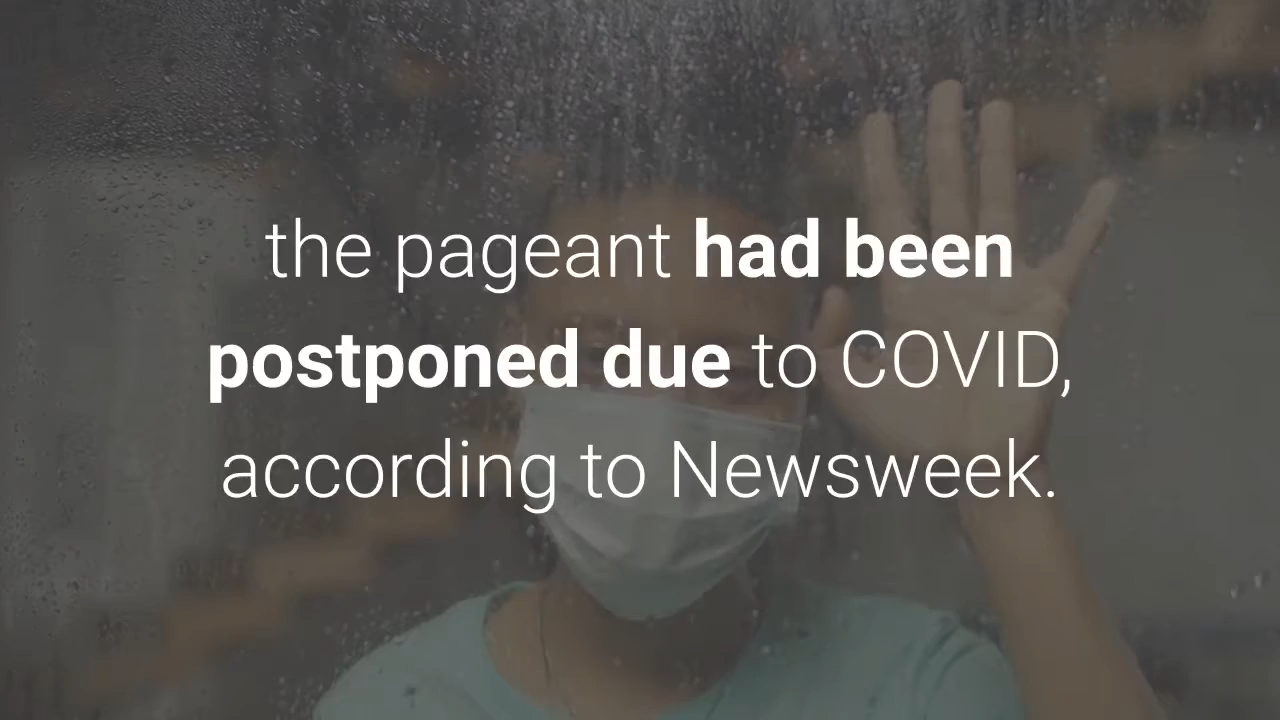 the pageant had been
postponed due to COVID,
according to Newsweek.